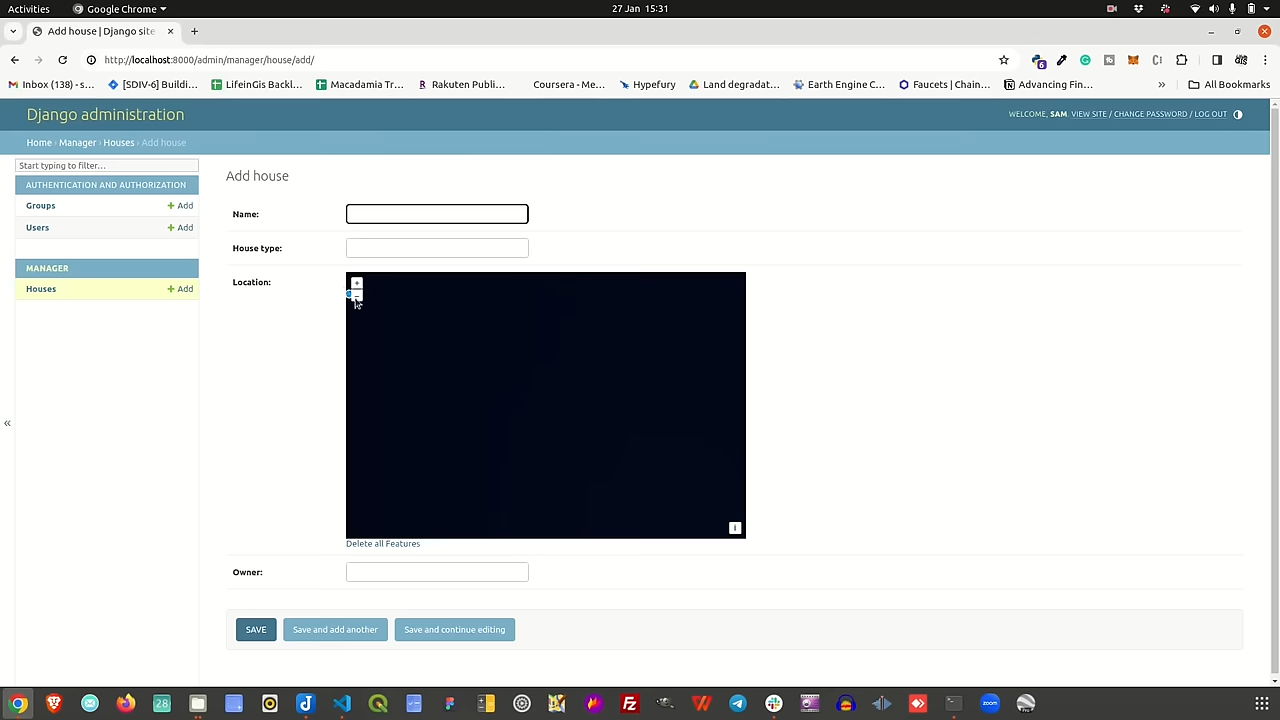 Activities Google Chrome 27 Jan 15:31
Add house | Django site
http://localhost:8000/admin/manager/house/add/ 6
Inbox (138) - s... [SDIV-6] Buildi... LifeinGis Backl... Macadamia Tr... Rakuten Publi... Coursera - Me... Hypefury Land degradat... Earth Engine C... Faucets | Chain... Advancing Fin... » All Bookmarks
Django administration WELCOME, SAM. VIEW SITE / CHANGE PASSWORD / LOG OUT
Home › Manager › Houses › Add house
Start typing to filter...
AUTHENTICATION AND AUTHORIZATION
Groups + Add
Users + Add
MANAGER
Houses + Add
«
Add house
Name:
House type:
Location:
+
–
i
Delete all Features
Owner:
SAVE Save and add another Save and continue editing
28 zoom